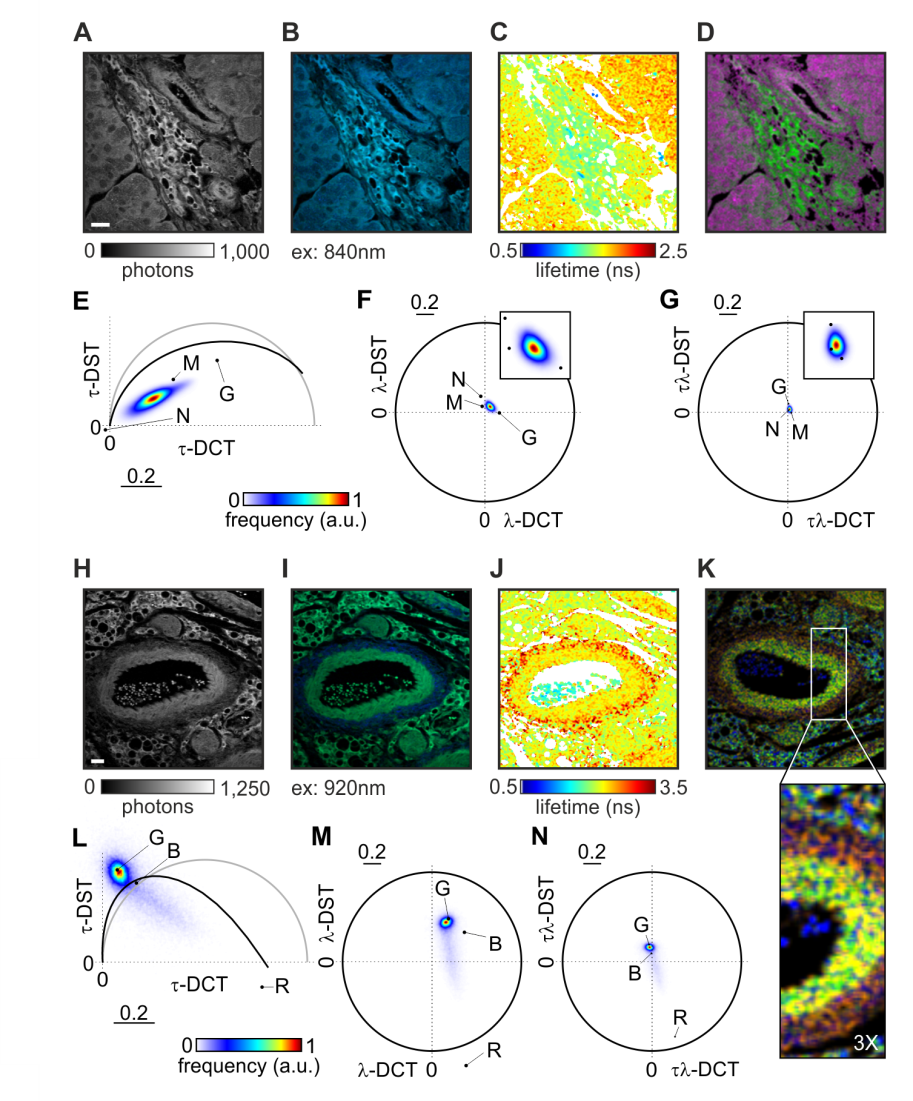 A
B
C
D
0
1,000
photons
ex: 840nm
0.5
2.5
lifetime (ns)
E
τ-DST
M
G
N
0
0
τ-DCT
0.2
0
1
frequency (a.u.)
F
0.2
λ-DST
0
N
M
G
0
λ-DCT
G
0.2
τλ-DST
0
G
N
M
0
τλ-DCT
H
I
J
K
0
1,250
photons
ex: 920nm
0.5
3.5
lifetime (ns)
3X
L
G
B
τ-DST
0
0
τ-DCT
R
0.2
0
1
frequency (a.u.)
M
0.2
λ-DST
0
G
B
R
λ-DCT
0
N
0.2
τλ-DST
0
G
B
R
0
τλ-DCT